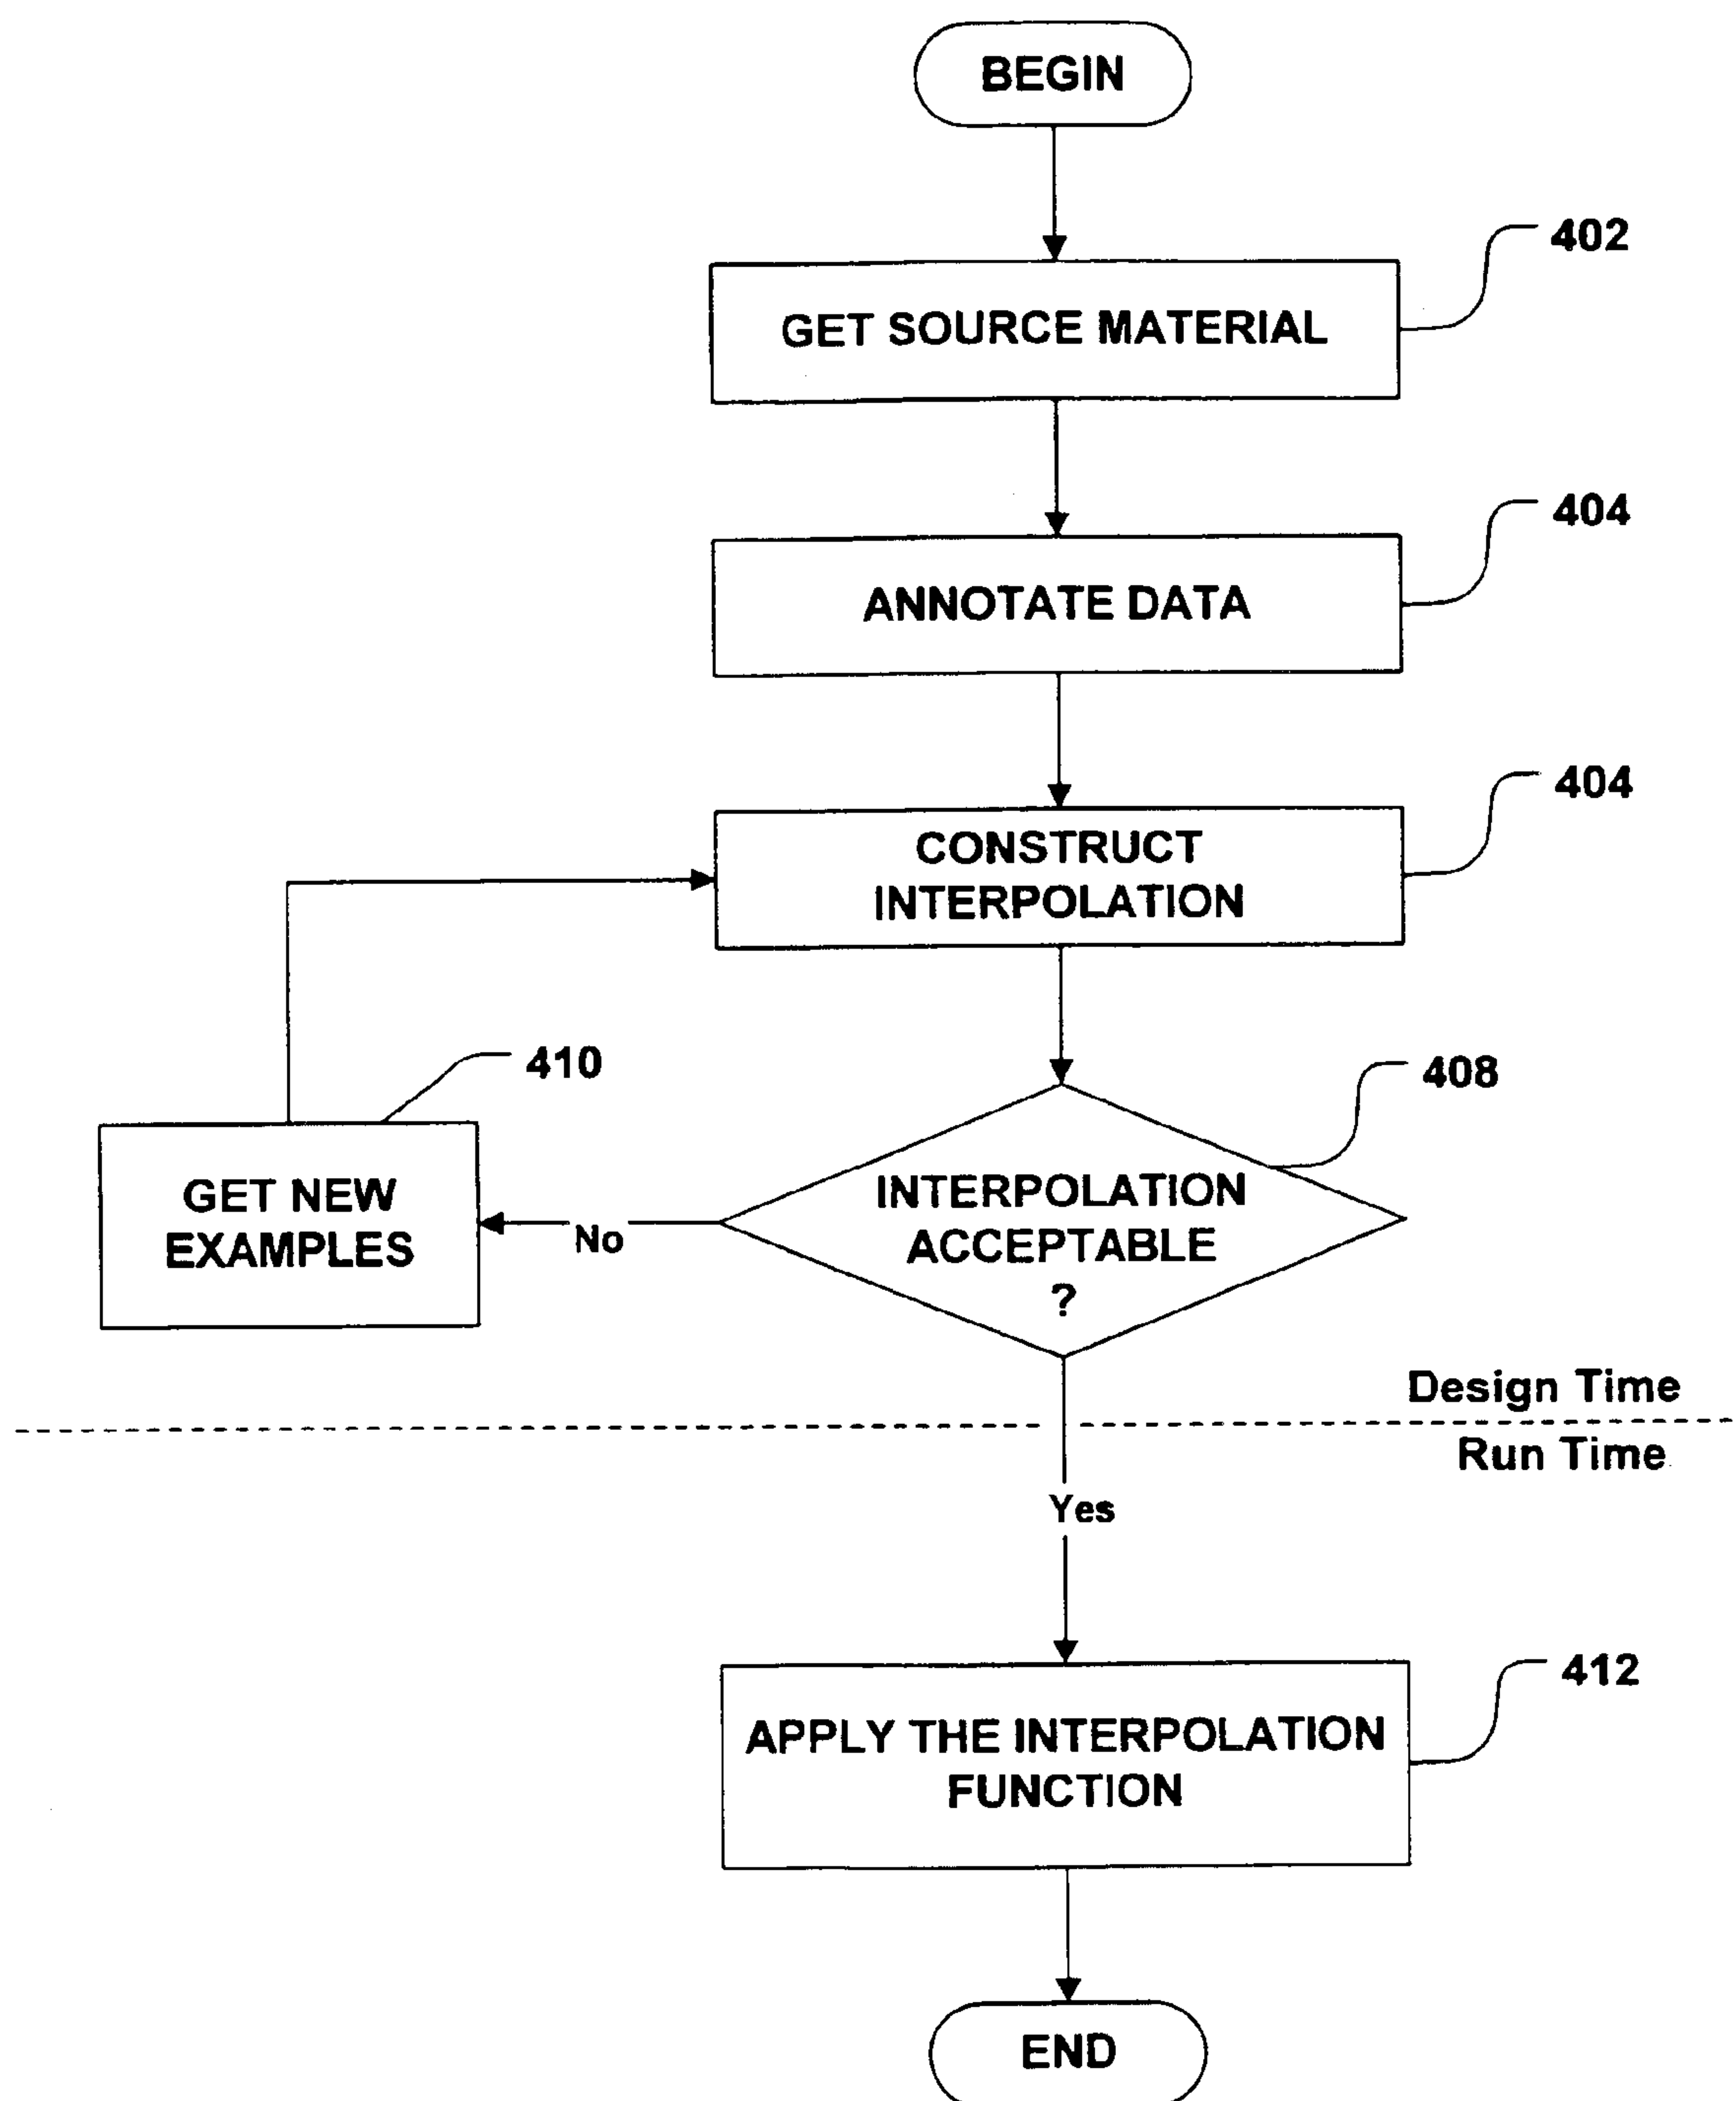 BEGIN
402
GET SOURCE MATERIAL
404
ANNOTATE DATA
404
CONSTRUCT
INTERPOLATION
410
408
GET NEW
EXAMPLES
No
INTERPOLATION
ACCEPTABLE
?
Design Time
Run Time
Yes
412
APPLY THE INTERPOLATION
FUNCTION
END